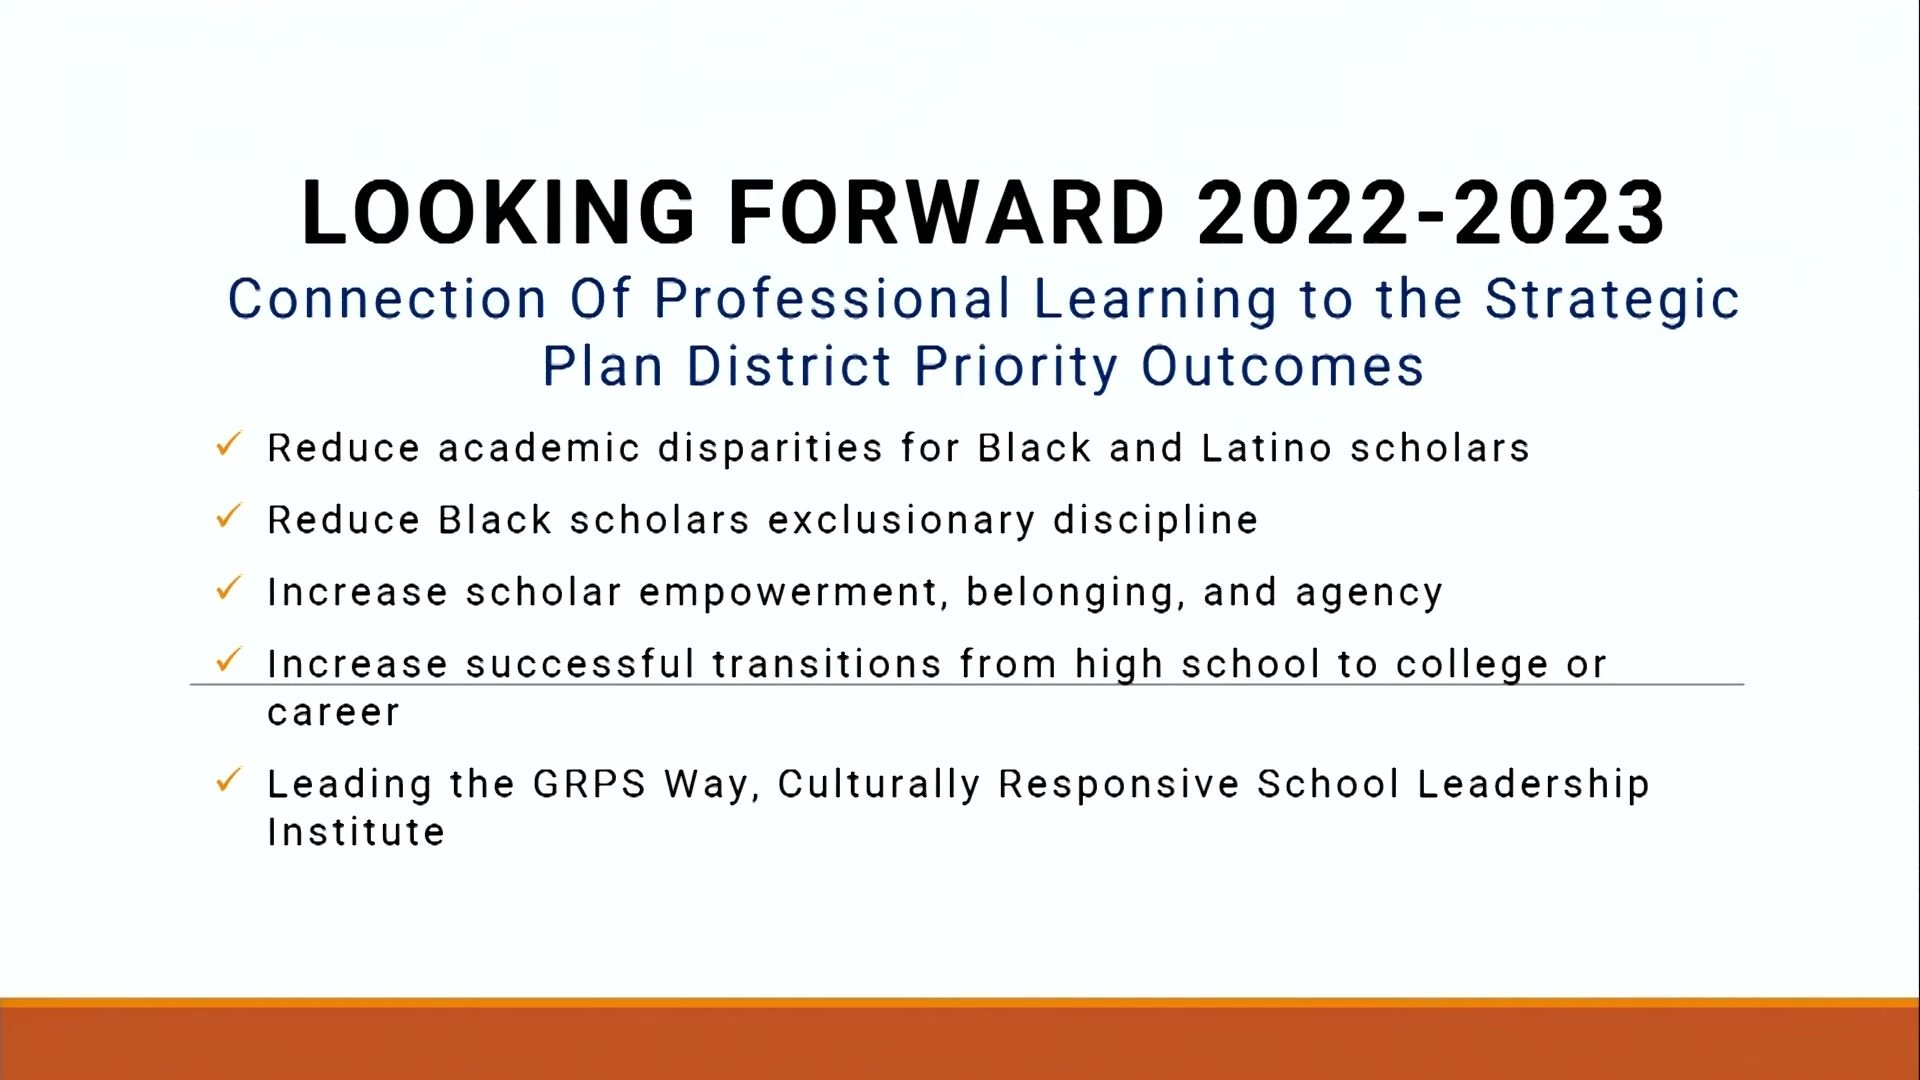 LOOKING FORWARD 2022-2023
Connection Of Professional Learning to the Strategic
Plan District Priority Outcomes
✓ Reduce academic disparities for Black and Latino scholars
✓ Reduce Black scholars exclusionary discipline
✓ Increase scholar empowerment, belonging, and agency
✓ Increase successful transitions from high school to college or
career
✓ Leading the GRPS Way, Culturally Responsive School Leadership
Institute